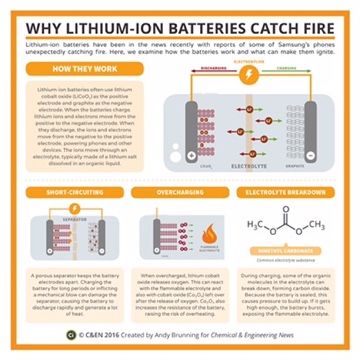 WHY LITHIUM-ION BATTERIES CATCH FIRE
Lithium-ion batteries have been in the news recently with reports of some of Samsung's phones
unexpectedly catching fire. Here, we examine how the batteries work and what can make them ignite.
HOW THEY WORK
Lithium ion batteries often use lithium
cobalt oxide (LiCoO₂) as the positive
electrode and graphite as the negative
electrode. When the batteries charge,
lithium ions and electrons move from the
positive to the negative electrode. When
they discharge, the ions and electrons
move from the negative to the positive
electrode, powering phones and other
devices. The ions move through an
electrolyte, typically made of a lithium salt
dissolved in an organic liquid.
ELECTRON FLOW
DISCHARGING
CHARGING
Li⁺
Li⁺
Li⁺
Li⁺
Li⁺
+
-
LiCoO₂
ELECTROLYTE
GRAPHITE
SHORT-CIRCUITING
SEPARATOR
A porous separator keeps the battery
electrodes apart. Charging the
battery for long periods or inflicting
a mechanical blow can damage the
separator, causing the battery to
discharge rapidly and generate a lot
of heat.
OVERCHARGING
FLAMMABLE
GAS PRODUCTS
When overcharged, lithium cobalt
oxide releases oxygen. This can react
with the flammable electrolyte and
also with cobalt oxide (Co₃O₄) left over
after the release of oxygen. Co₃O₄ also
increases the resistance of the battery,
raising the risk of overheating.
ELECTROLYTE BREAKDOWN
O
H₃C
O
O
CH₃
DIMETHYL CARBONATE
Common electrolyte substance
During charging, some of the organic
molecules in the electrolyte can
break down, forming carbon dioxide.
Because the battery is sealed, this
causes pressure to build up. If it gets
high enough, the battery bursts,
exposing the flammable electrolyte.
© C&EN 2016 Created by Andy Brunning for Chemical & Engineering News